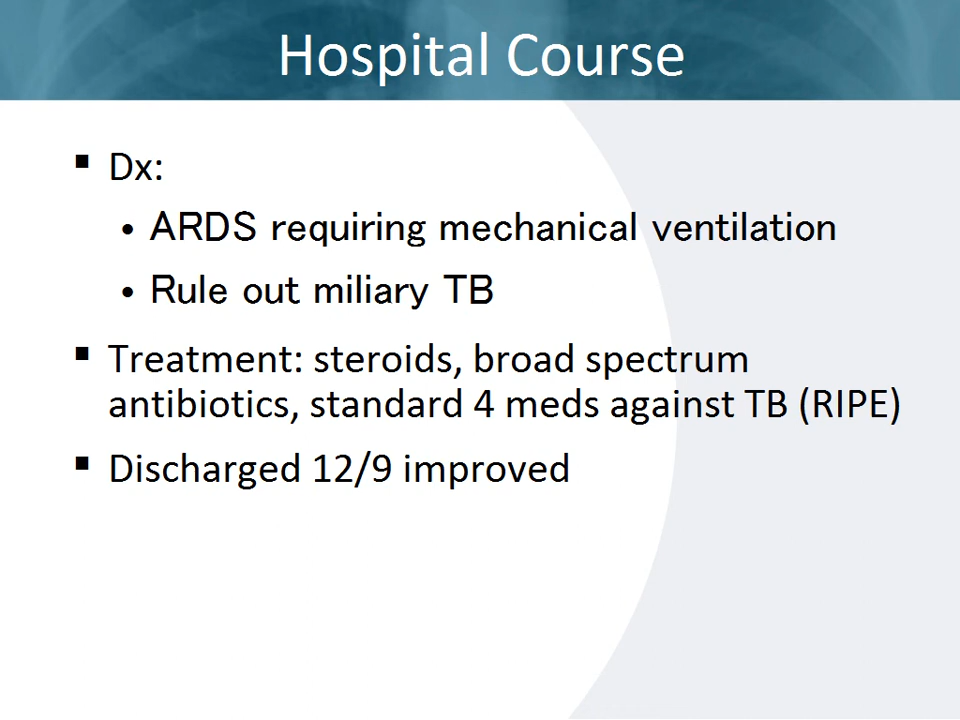 Hospital Course
▪ Dx:
• ARDS requiring mechanical ventilation
• Rule out miliary TB
▪ Treatment: steroids, broad spectrum
antibiotics, standard 4 meds against TB (RIPE)
▪ Discharged 12/9 improved